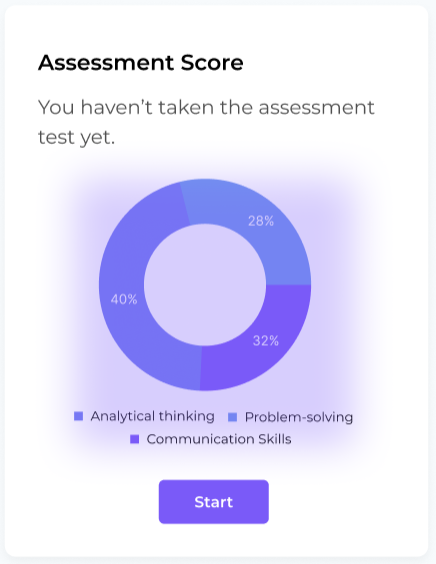 Assessment Score
You haven’t taken the assessment
test yet.
28%
40%
32%
Analytical thinking Problem-solving
Communication Skills
Start